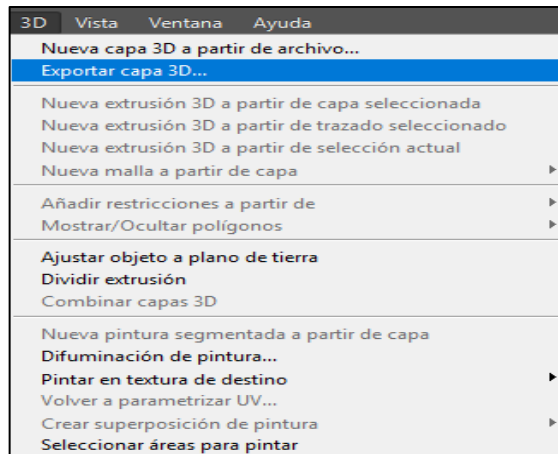 3D Vista Ventana Ayuda
Nueva capa 3D a partir de archivo...
Exportar capa 3D...
Nueva extrusión 3D a partir de capa seleccionada
Nueva extrusión 3D a partir de trazado seleccionado
Nueva extrusión 3D a partir de selección actual
Nueva malla a partir de capa
Añadir restricciones a partir de
Mostrar/Ocultar polígonos
Ajustar objeto a plano de tierra
Dividir extrusión
Combinar capas 3D
Nueva pintura segmentada a partir de capa
Difuminación de pintura...
Pintar en textura de destino
Volver a parametrizar UV...
Crear superposición de pintura
Seleccionar áreas para pintar